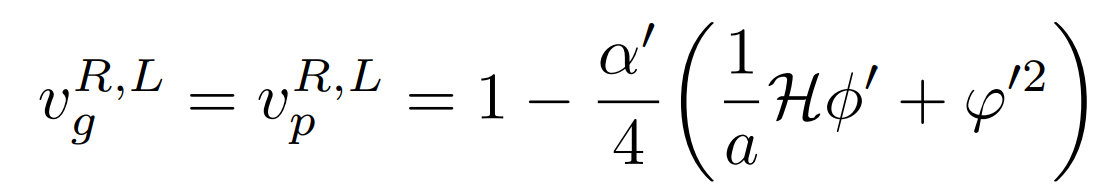 v_g^{R,L} = v_p^{R,L} = 1 - \frac{\alpha'}{4} \left( \frac{1}{a} \mathcal{H} \phi' + \varphi'^2 \right)